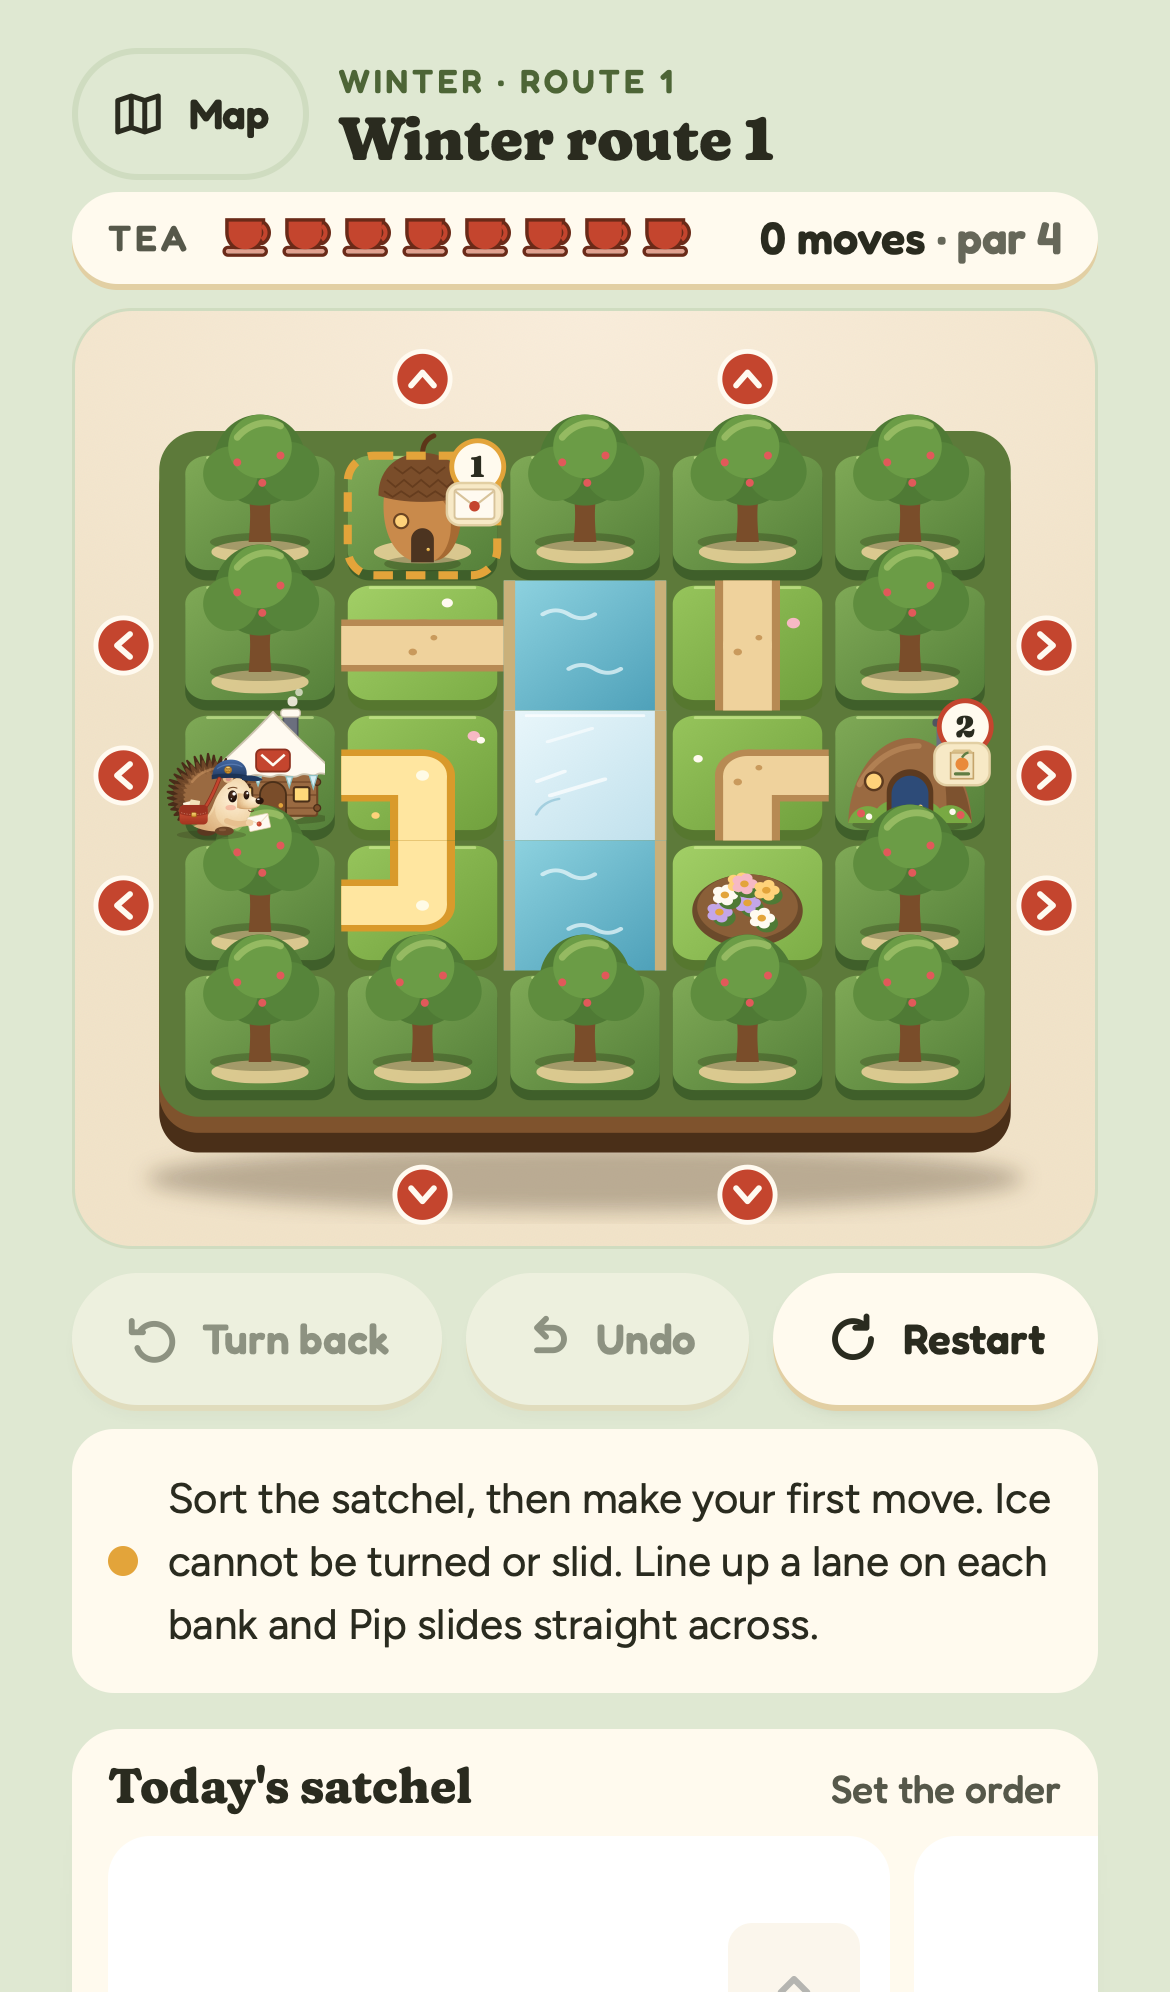 Map
WINTER · ROUTE 1
Winter route 1
TEA
0 moves · par 4
1
2
Turn back
Undo
Restart
Sort the satchel, then make your first move. Ice
cannot be turned or slid. Line up a lane on each
bank and Pip slides straight across.
Today's satchel
Set the order